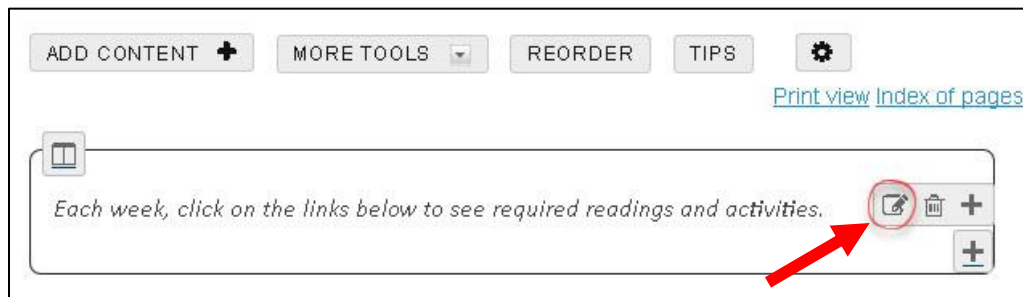 ADD CONTENT MORE TOOLS REORDER TIPS
Print view Index of pages
Each week, click on the links below to see required readings and activities.